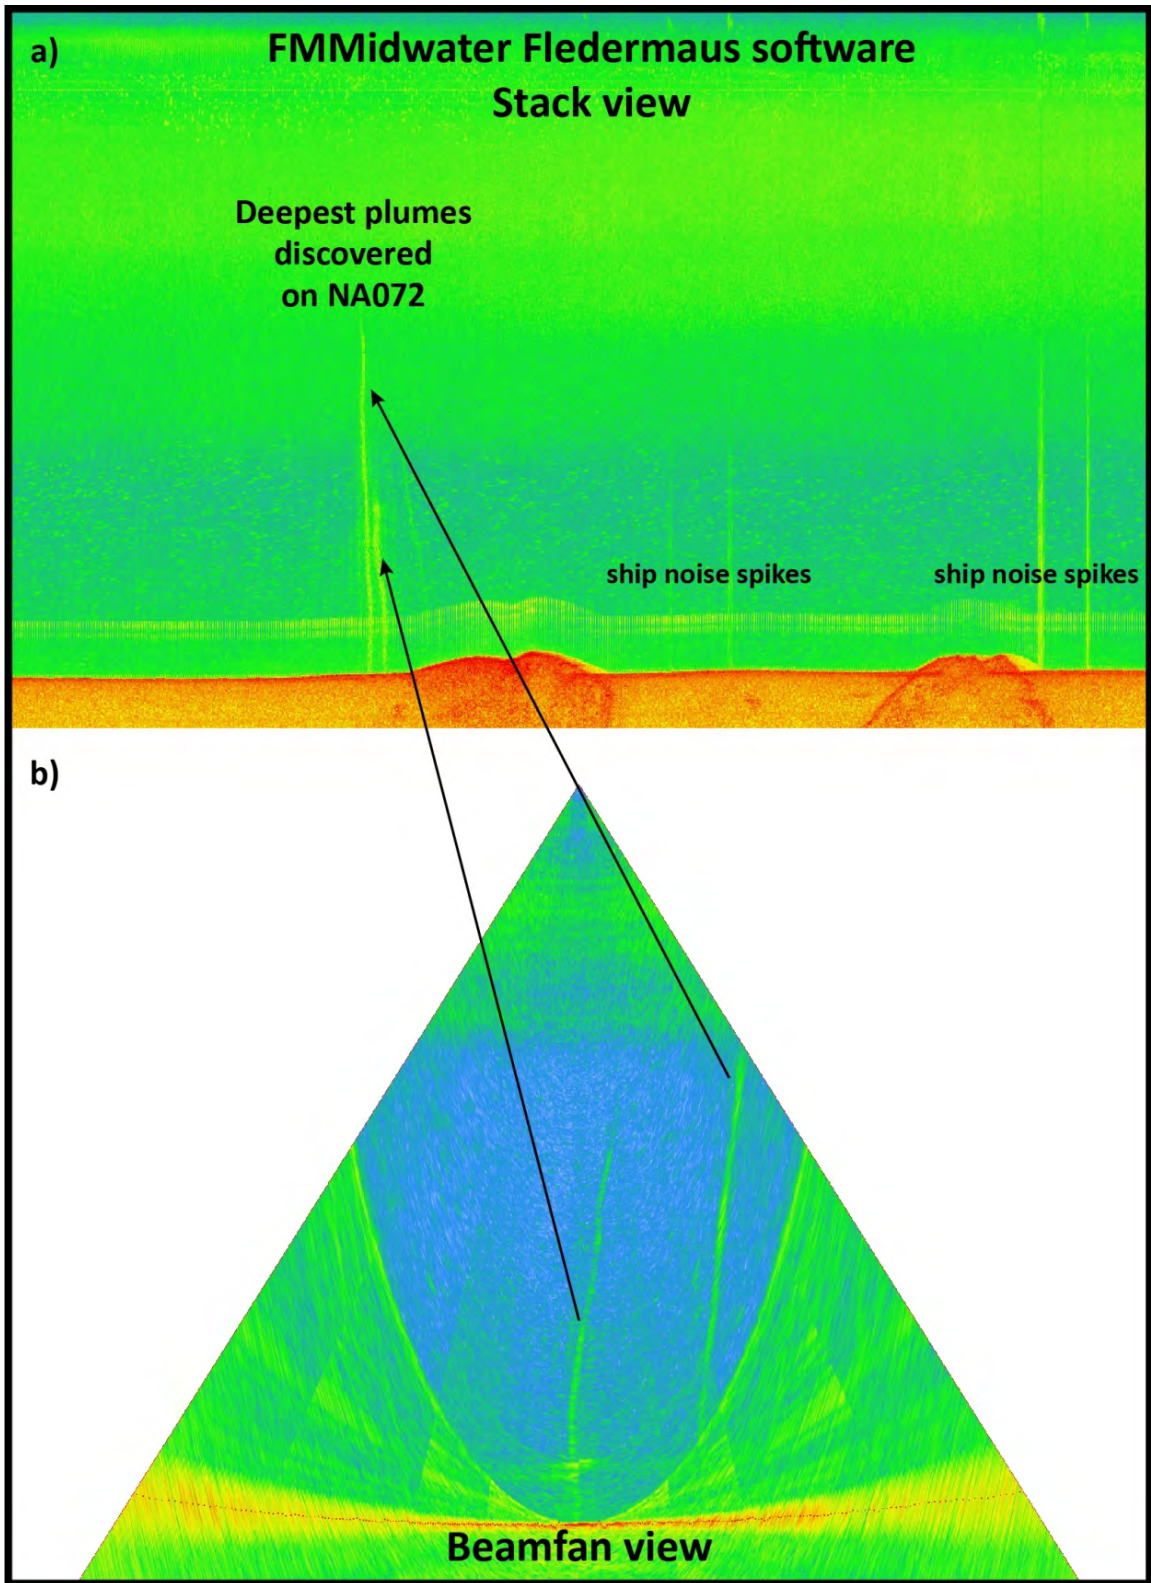 a)
FMMidwater Fledermaus software
Stack view
Deepest plumes
discovered
on NA072
ship noise spikes
ship noise spikes
b)
Beamfan view